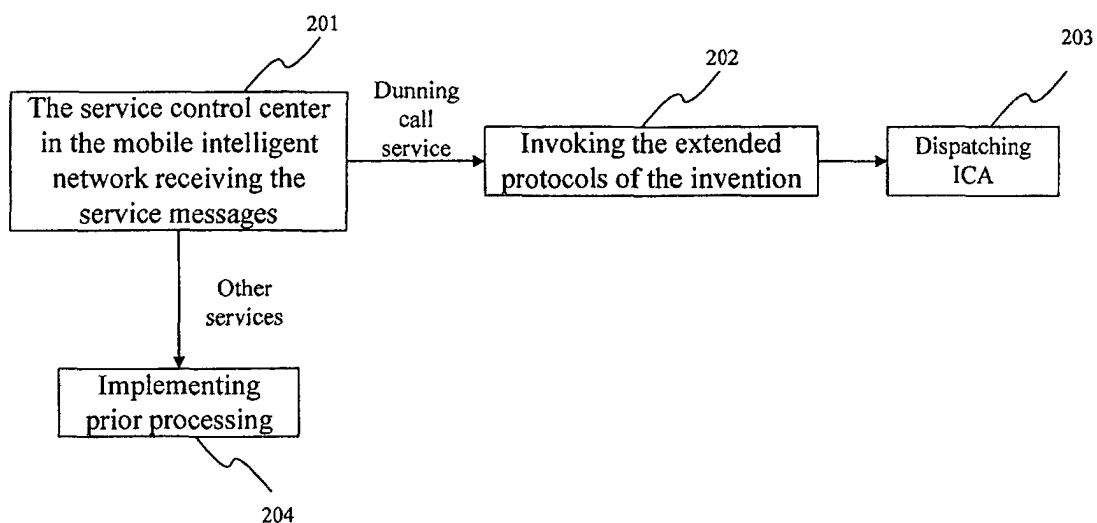 201
202
203
The service control center
in the mobile intelligent
network receiving the
service messages
Dunning
call
service
Invoking the extended
protocols of the invention
Dispatching
ICA
Other
services
Implementing
prior processing
204